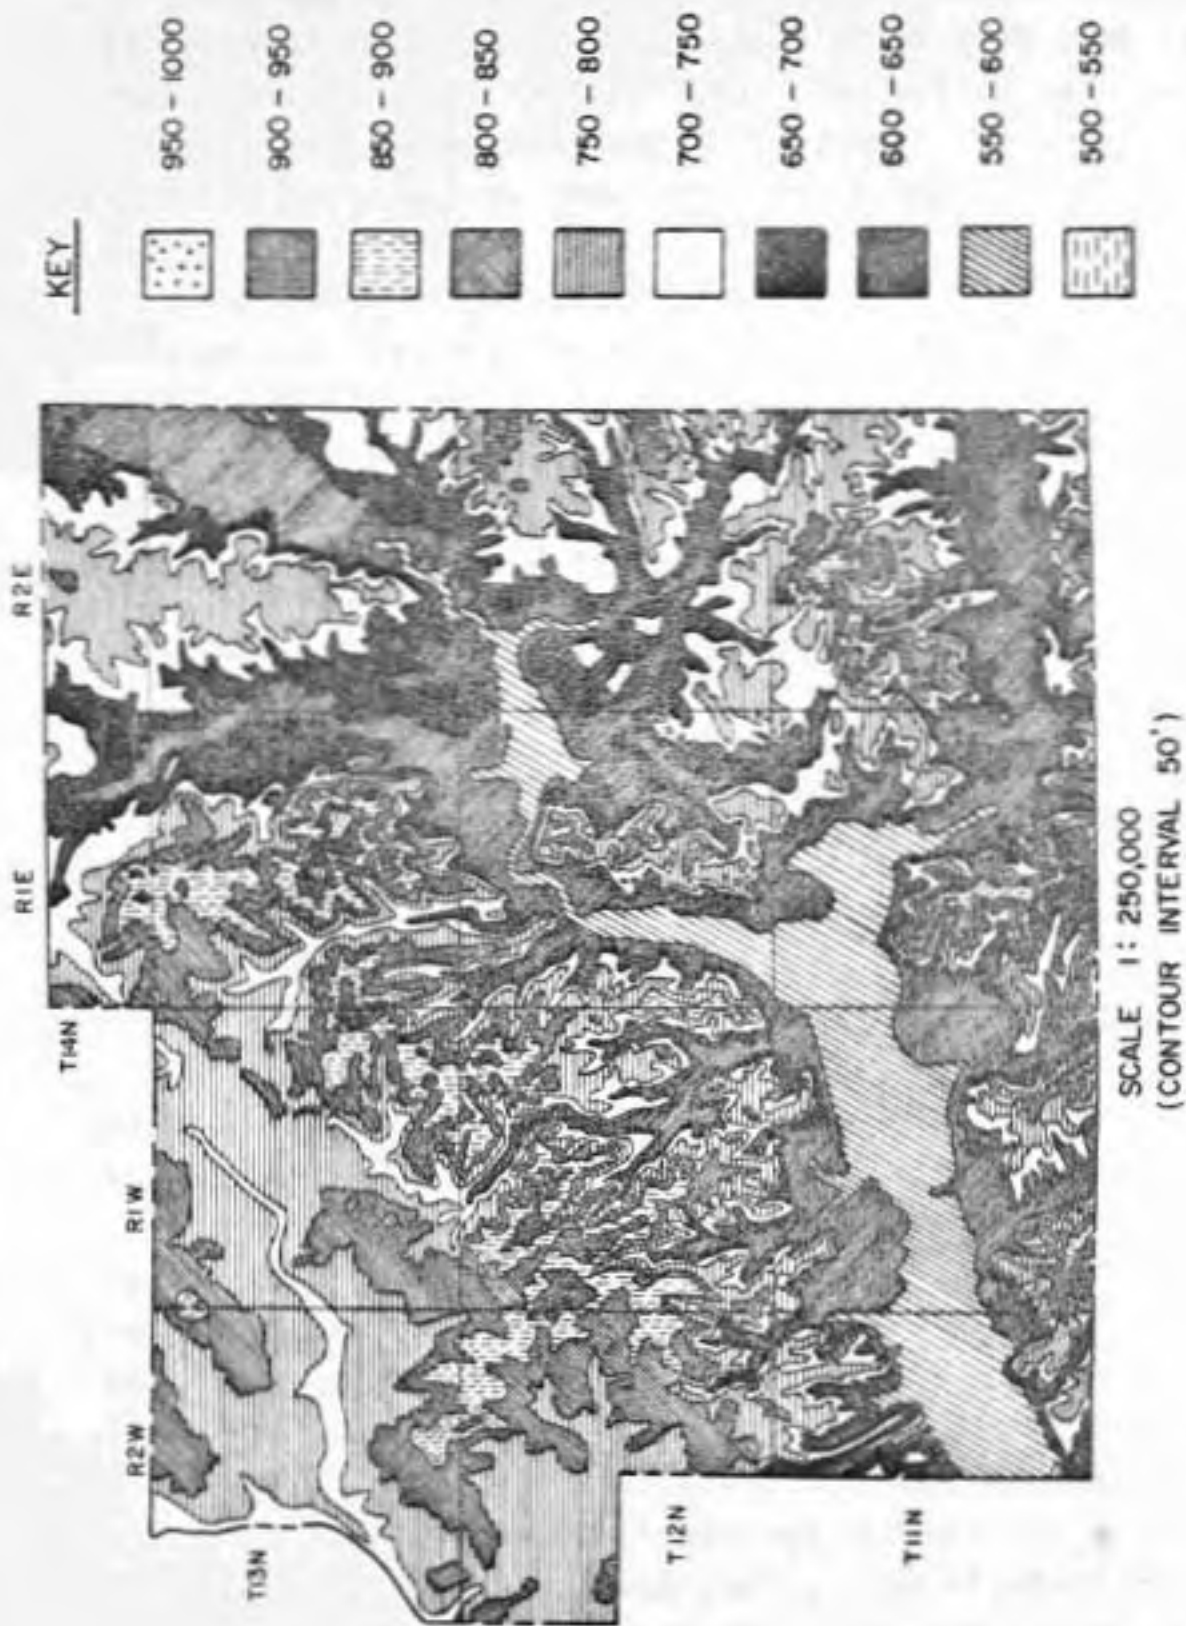 KEY
950 - 1000
900 - 950
850 - 900
800 - 850
750 - 800
700 - 750
650 - 700
600 - 650
550 - 600
500 - 550
R2W
R1W
R1E
R2E
T14N
T13N
T12N
T11N
SCALE 1: 250,000
(CONTOUR INTERVAL 50')